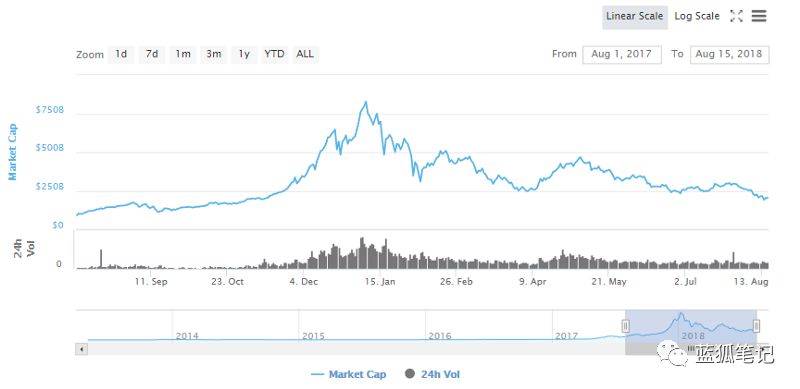 Linear Scale Log Scale
Zoom 1d 7d 1m 3m 1y YTD ALL From Aug 1, 2017 To Aug 15, 2018
Market Cap
$750B
$500B
$250B
$0
24h Vol
0
11. Sep 23. Oct 4. Dec 15. Jan 26. Feb 9. Apr 21. May 2. Jul 13. Aug
2014 2015 2016 2017 2018
蓝狐笔记
Market Cap 24h Vol